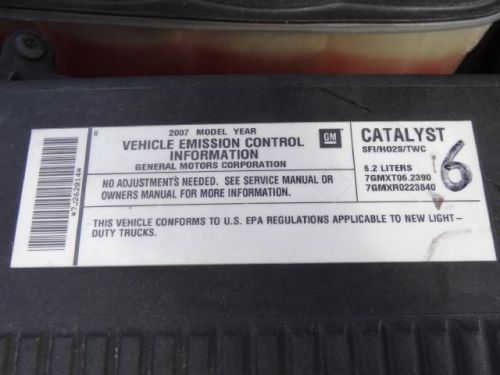 H
2007 MODEL YEAR
VEHICLE EMISSION CONTROL
INFORMATION
GENERAL MOTORS CORPORATION
GM
NO ADJUSTMENTS NEEDED. SEE SERVICE MANUAL OR
OWNERS MANUAL FOR MORE INFORMATION.
THIS VEHICLE CONFORMS TO U.S. EPA REGULATIONS APPLICABLE TO NEW LIGHT-
DUTY TRUCKS.
CATALYST
SFI/HO2S/TWC
6.2 LITERS
7GMXT06.2390
7GMXR0223840
6
*7J262814*